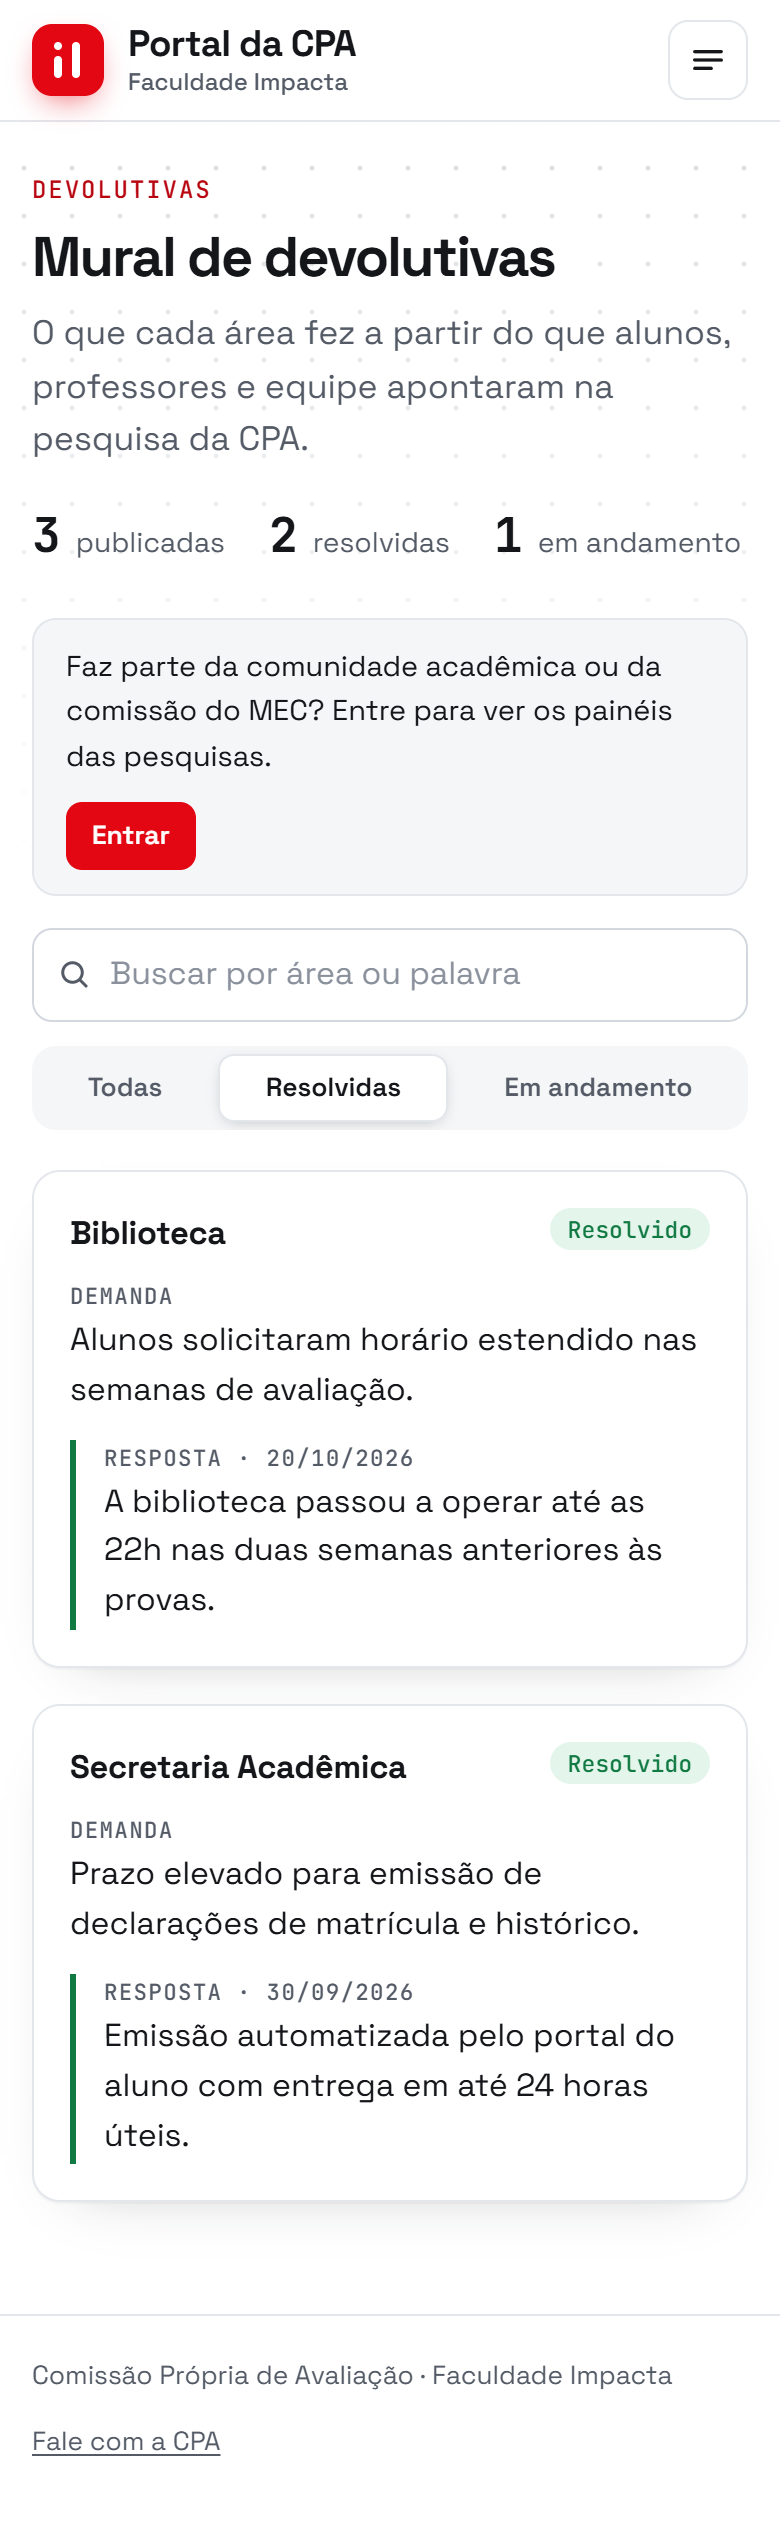 Portal da CPA
Faculdade Impacta
DEVOLUTIVAS
Mural de devolutivas
O que cada área fez a partir do que alunos,
professores e equipe apontaram na
pesquisa da CPA.
3 publicadas 2 resolvidas 1 em andamento
Faz parte da comunidade acadêmica ou da
comissão do MEC? Entre para ver os painéis
das pesquisas.
Entrar
Buscar por área ou palavra
Todas Resolvidas Em andamento
Biblioteca Resolvido
DEMANDA
Alunos solicitaram horário estendido nas
semanas de avaliação.
RESPOSTA · 20/10/2026
A biblioteca passou a operar até as
22h nas duas semanas anteriores às
provas.
Secretaria Acadêmica Resolvido
DEMANDA
Prazo elevado para emissão de
declarações de matrícula e histórico.
RESPOSTA · 30/09/2026
Emissão automatizada pelo portal do
aluno com entrega em até 24 horas
úteis.
Comissão Própria de Avaliação · Faculdade Impacta
Fale com a CPA